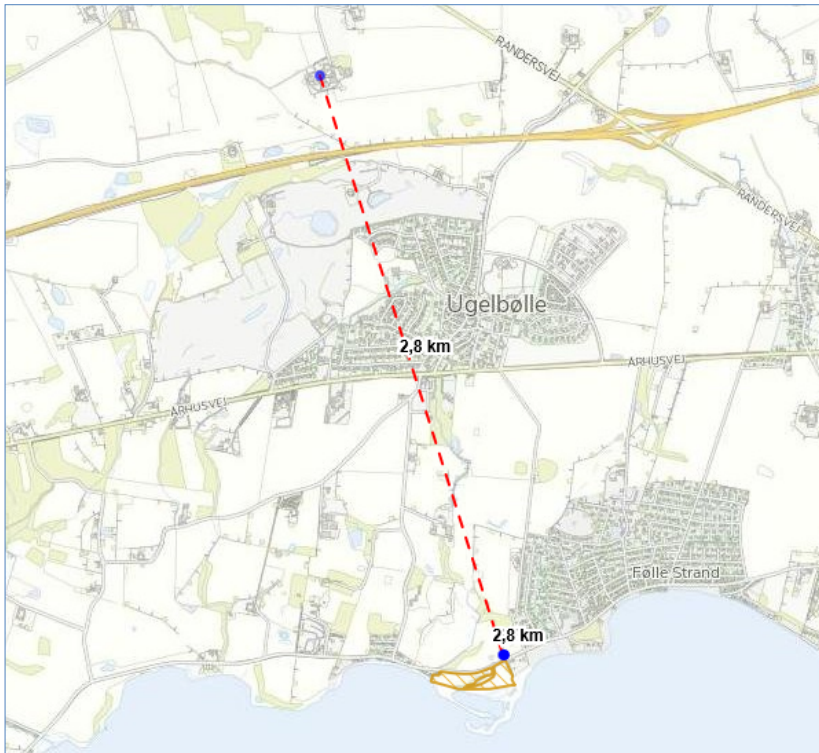 RANDERSVEJ
RANDERSVEJ
Ugelbølle
2,8 km
ÅRHUSVEJ
ÅRHUSVEJ
Følle Strand
2,8 km